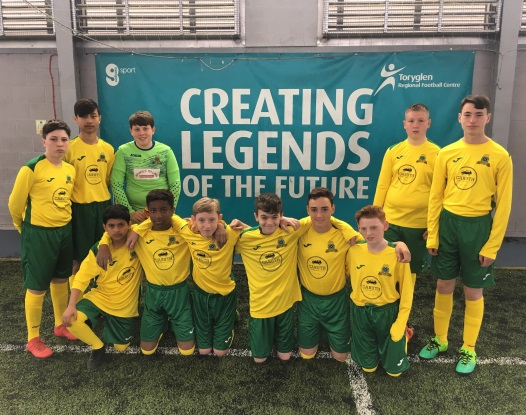 sport
Toryglen
Regional Football Centre
CREATING
LEGENDS
OF THE FUTURE